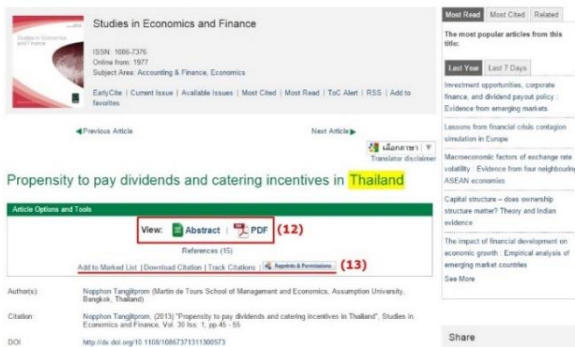 Studies in Economics and Finance
ISSN: 1086-7376
Online from: 1977
Subject Area: Accounting & Finance, Economics
EarlyCite | Current Issue | Available Issues | Most Cited | Most Read | ToC Alert | RSS | Add to
favorites
Previous Article
Next Article
เลือกภาษา | ▼
Translator disclaimer
Propensity to pay dividends and catering incentives in Thailand
Article Options and Tools
View: Abstract | PDF (12)
References (15)
Add to Marked List | Download Citation | Track Citations | Reprints & Permissions (13)
Author(s): Nopphon Tangjitprom (Martin de Tours School of Management and Economics, Assumption University,
Bangkok, Thailand)
Citation: Nopphon Tangjitprom, (2013) "Propensity to pay dividends and catering incentives in Thailand", Studies in
Economics and Finance, Vol. 30 Iss: 1, pp.45 - 55
DOI http://dx.doi.org/10.1108/10867371311300573
Most Read Most Cited Related
The most popular articles from this
title:
Last Year Last 7 Days
Investment opportunities, corporate
finance, and dividend payout policy :
Evidence from emerging markets
Lessons from financial crisis contagion
simulation in Europe
Macroeconomic factors of exchange rate
volatility : Evidence from four neighbouring
ASEAN economies
Capital structure – does ownership
structure matter? Theory and Indian
evidence
The impact of financial development on
economic growth : Empirical analysis of
emerging market countries
See More
Share